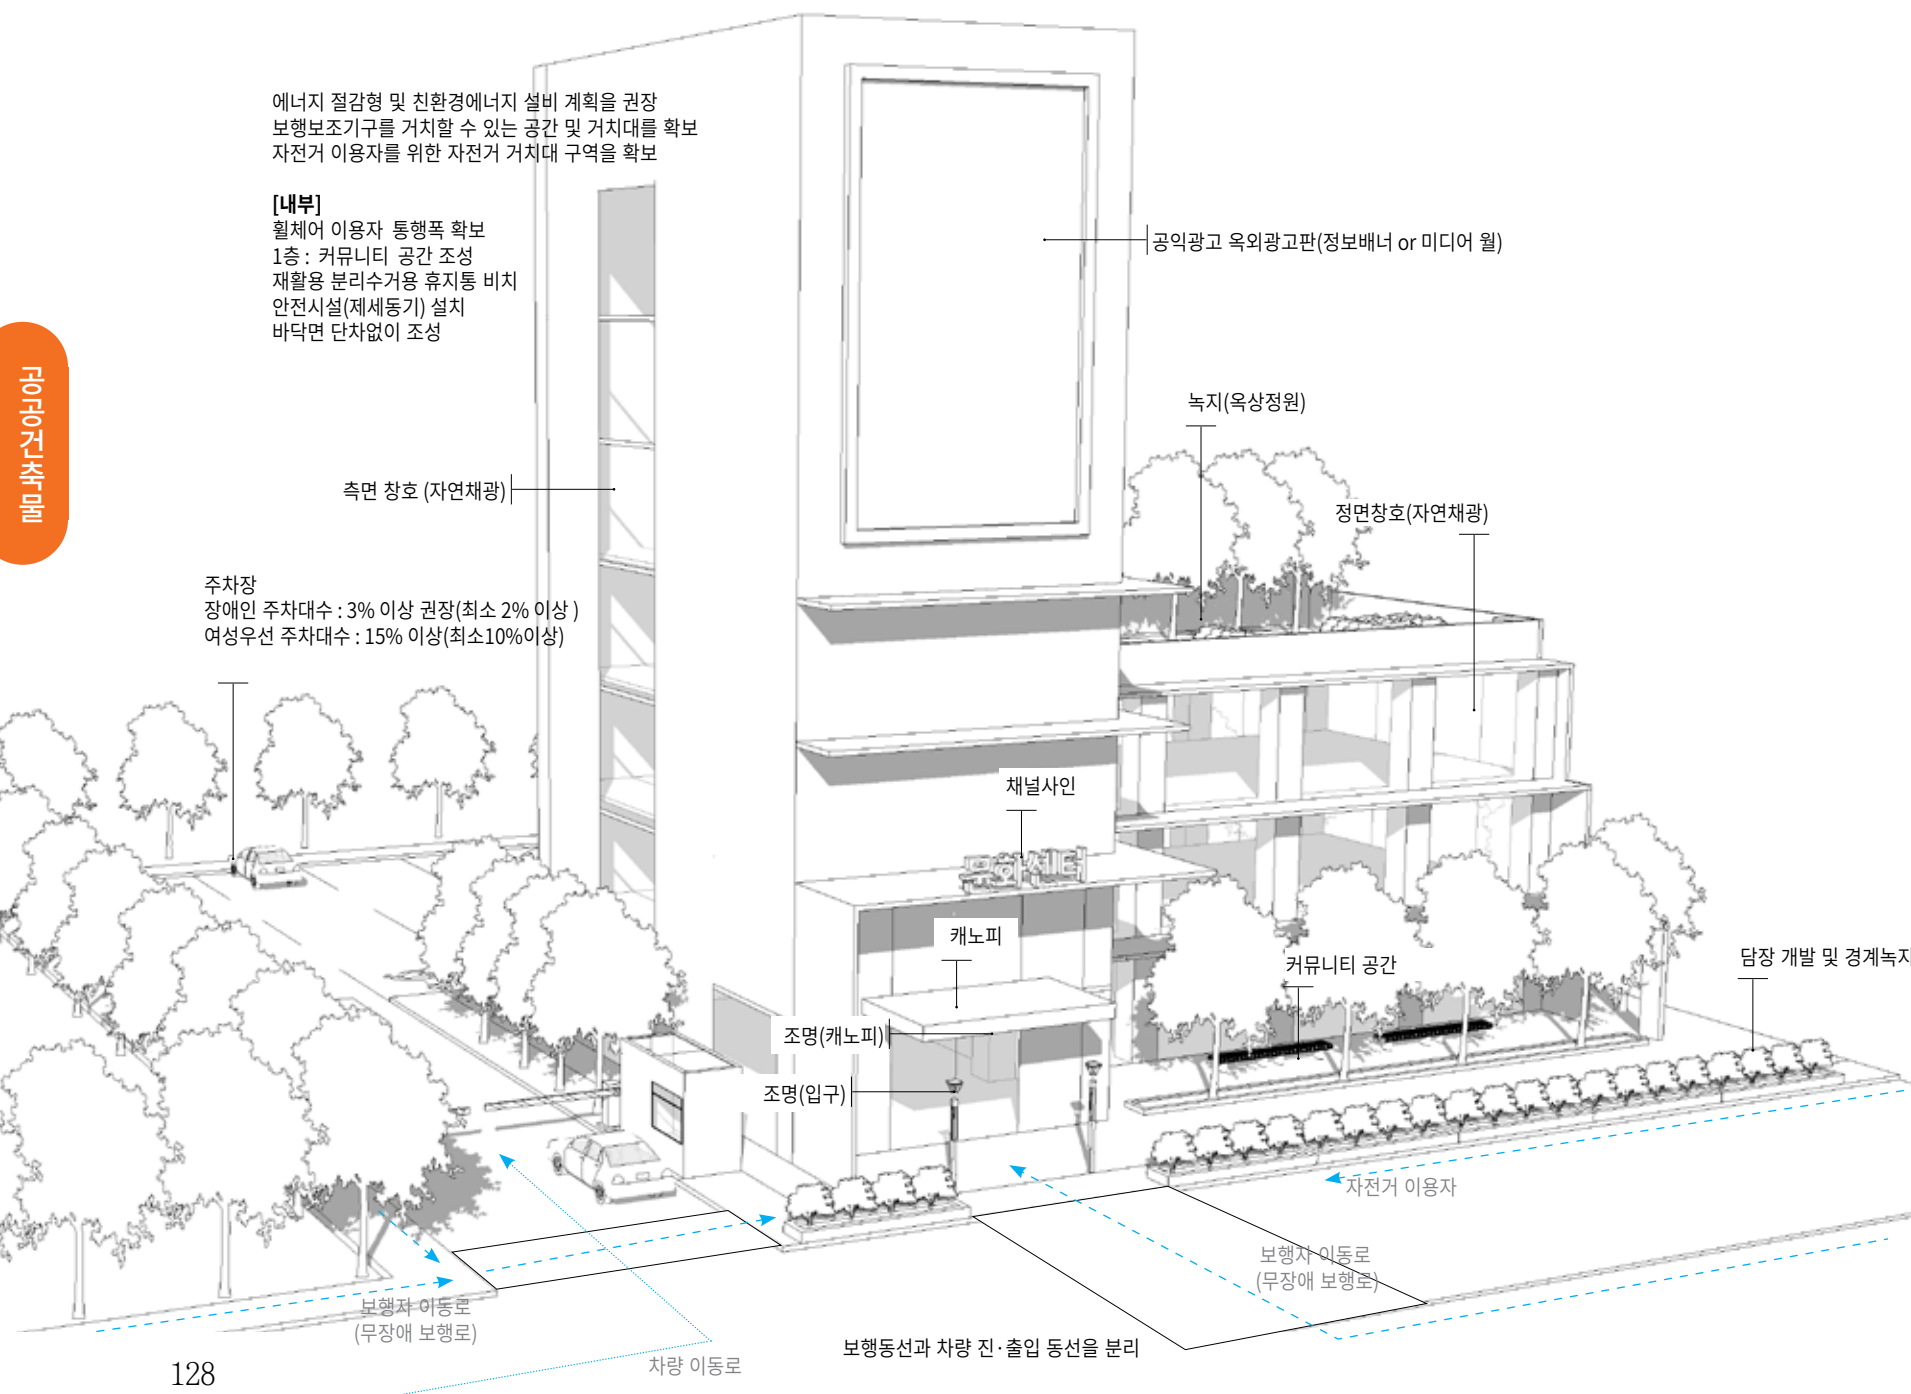 에너지 절감형 및 친환경에너지 설비 계획을 권장
보행보조기구를 거치할 수 있는 공간 및 거치대를 확보
자전거 이용자를 위한 자전거 거치대 구역을 확보
[내부]
휠체어 이용자 통행폭 확보
1층 : 커뮤니티 공간 조성
재활용 분리수거용 휴지통 비치
안전시설(제세동기) 설치
바닥면 단차없이 조성
공익광고 옥외광고판(정보배너 or 미디어 월)
공공건축물
녹지(옥상정원)
측면 창호 (자연채광)
정면창호(자연채광)
주차장
장애인 주차대수 : 3% 이상 권장(최소 2% 이상 )
여성우선 주차대수 : 15% 이상(최소10%이상)
채널사인
문화센터
캐노피
커뮤니티 공간
담장 개발 및 경계녹지
조명(캐노피)
조명(입구)
자전거 이용자
보행자 이동로
(무장애 보행로)
보행자 이동로
(무장애 보행로)
보행동선과 차량 진·출입 동선을 분리
차량 이동로
128